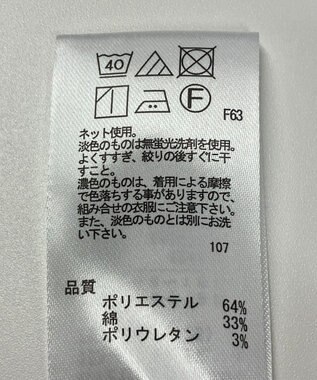 40
F
F63
ネット使用。
淡色のものは無蛍光洗剤を使用。
よくすすぎ、絞りの後すぐに干
すこと。
濃色のものは、着用による摩擦
で色落ちする事がありますので、
組み合せの衣服にご注意下さい。
また、淡色のものとは別にお洗
い下さい。
107
品質
ポリエステル 64%
綿 33%
ポリウレタン 3%